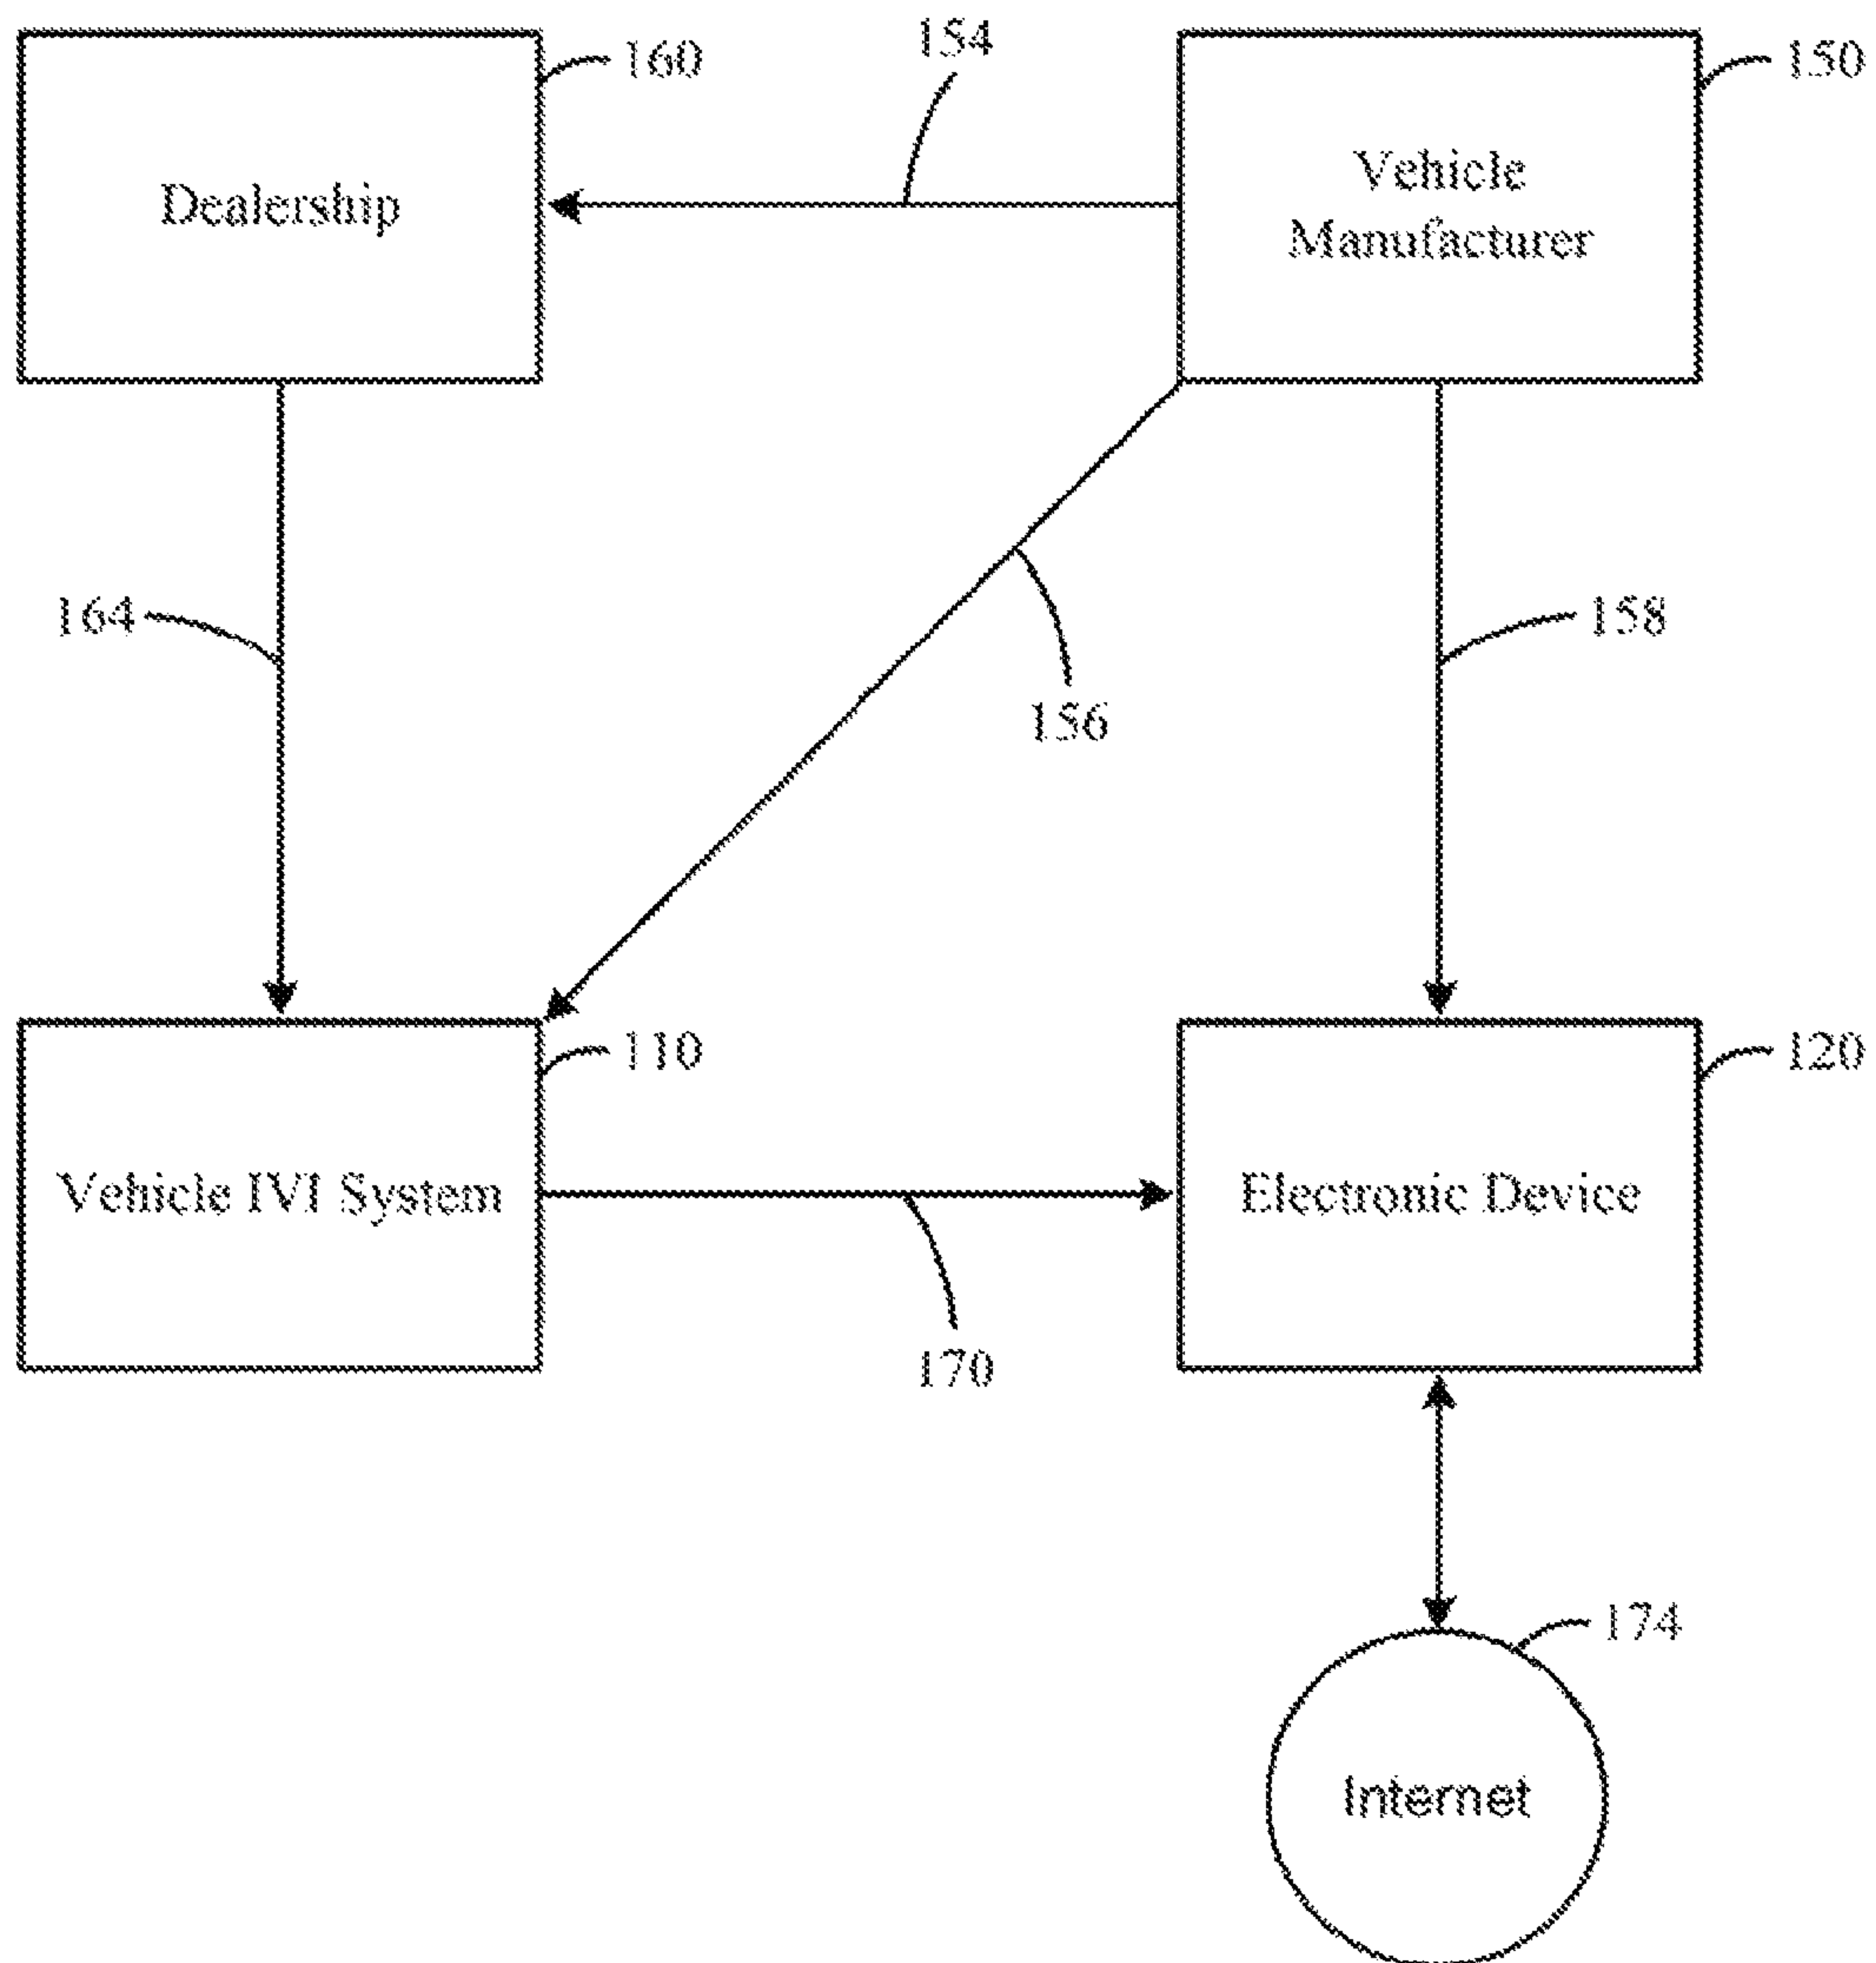 154
160
150
Dealership
Vehicle
Manufacturer
164
158
156
110
120
Vehicle IVI System
Electronic Device
170
174
Internet